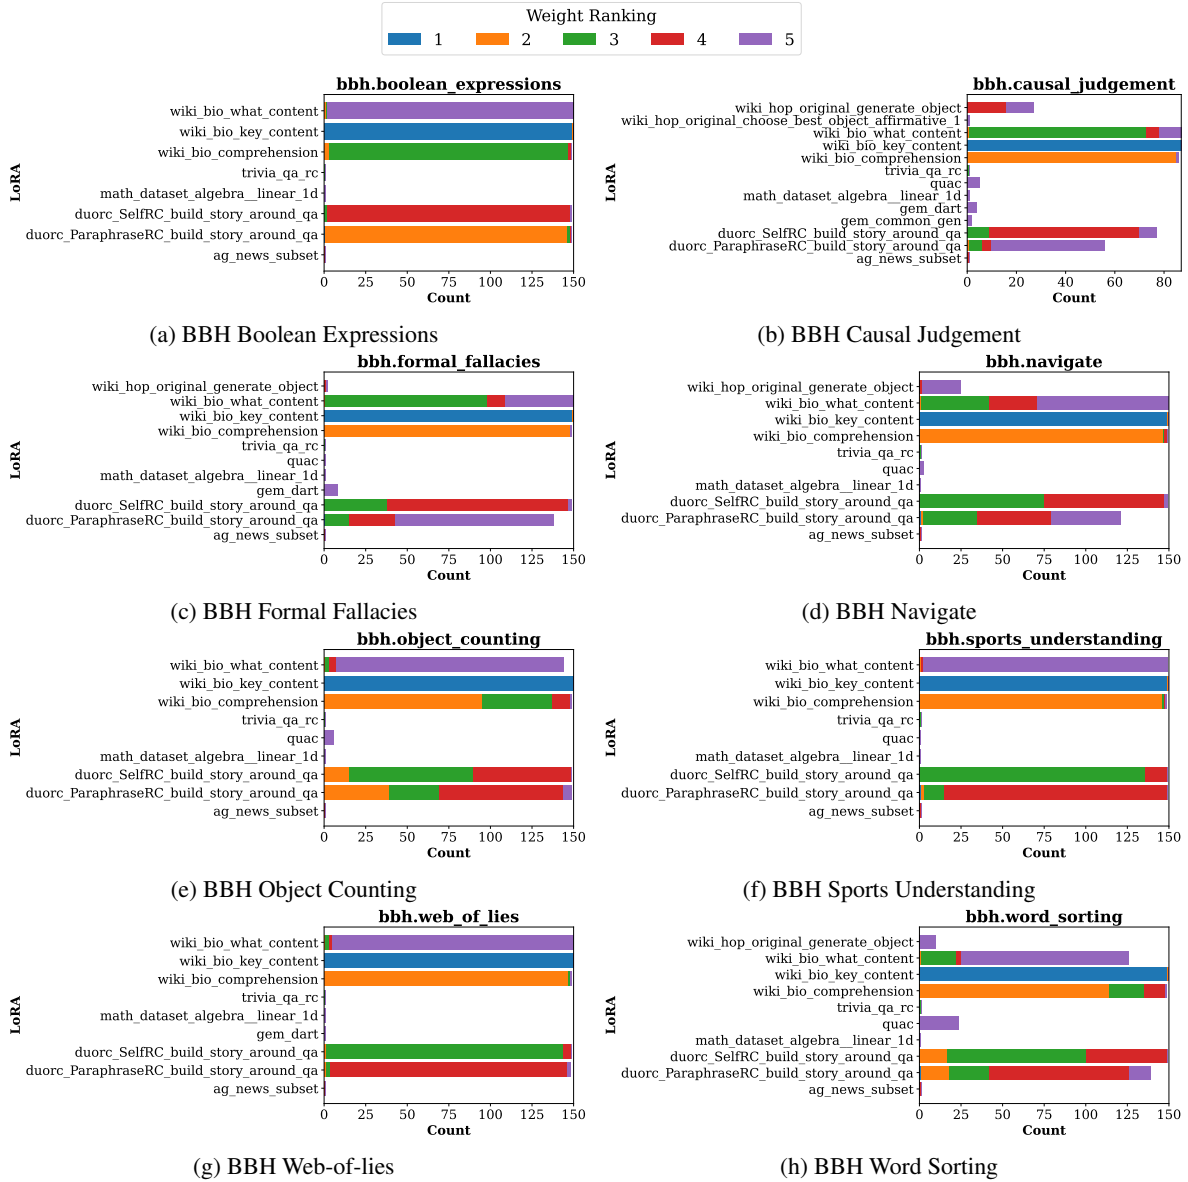 Weight Ranking
1 2 3 4 5
bbh.boolean_expressions
LoRA
wiki_bio_what_content
wiki_bio_key_content
wiki_bio_comprehension
trivia_qa_rc
math_dataset_algebra__linear_1d
duorc_SelfRC_build_story_around_qa
duorc_ParaphraseRC_build_story_around_qa
ag_news_subset
0 25 50 75 100 125 150
Count
(a) BBH Boolean Expressions
bbh.causal_judgement
LoRA
wiki_hop_original_generate_object
wiki_hop_original_choose_best_object_affirmative_1
wiki_bio_what_content
wiki_bio_key_content
wiki_bio_comprehension
trivia_qa_rc
quac
math_dataset_algebra__linear_1d
gem_dart
gem_common_gen
duorc_SelfRC_build_story_around_qa
duorc_ParaphraseRC_build_story_around_qa
ag_news_subset
0 20 40 60 80
Count
(b) BBH Causal Judgement
bbh.formal_fallacies
LoRA
wiki_hop_original_generate_object
wiki_bio_what_content
wiki_bio_key_content
wiki_bio_comprehension
trivia_qa_rc
quac
math_dataset_algebra__linear_1d
gem_dart
duorc_SelfRC_build_story_around_qa
duorc_ParaphraseRC_build_story_around_qa
ag_news_subset
0 25 50 75 100 125 150
Count
(c) BBH Formal Fallacies
bbh.navigate
LoRA
wiki_hop_original_generate_object
wiki_bio_what_content
wiki_bio_key_content
wiki_bio_comprehension
trivia_qa_rc
quac
math_dataset_algebra__linear_1d
duorc_SelfRC_build_story_around_qa
duorc_ParaphraseRC_build_story_around_qa
ag_news_subset
0 25 50 75 100 125 150
Count
(d) BBH Navigate
bbh.object_counting
LoRA
wiki_bio_what_content
wiki_bio_key_content
wiki_bio_comprehension
trivia_qa_rc
quac
math_dataset_algebra__linear_1d
duorc_SelfRC_build_story_around_qa
duorc_ParaphraseRC_build_story_around_qa
ag_news_subset
0 25 50 75 100 125 150
Count
(e) BBH Object Counting
bbh.sports_understanding
LoRA
wiki_bio_what_content
wiki_bio_key_content
wiki_bio_comprehension
trivia_qa_rc
quac
math_dataset_algebra__linear_1d
duorc_SelfRC_build_story_around_qa
duorc_ParaphraseRC_build_story_around_qa
ag_news_subset
0 25 50 75 100 125 150
Count
(f) BBH Sports Understanding
bbh.web_of_lies
LoRA
wiki_bio_what_content
wiki_bio_key_content
wiki_bio_comprehension
trivia_qa_rc
math_dataset_algebra__linear_1d
gem_dart
duorc_SelfRC_build_story_around_qa
duorc_ParaphraseRC_build_story_around_qa
ag_news_subset
0 25 50 75 100 125 150
Count
(g) BBH Web-of-lies
bbh.word_sorting
LoRA
wiki_hop_original_generate_object
wiki_bio_what_content
wiki_bio_key_content
wiki_bio_comprehension
trivia_qa_rc
quac
math_dataset_algebra__linear_1d
duorc_SelfRC_build_story_around_qa
duorc_ParaphraseRC_build_story_around_qa
ag_news_subset
0 25 50 75 100 125 150
Count
(h) BBH Word Sorting